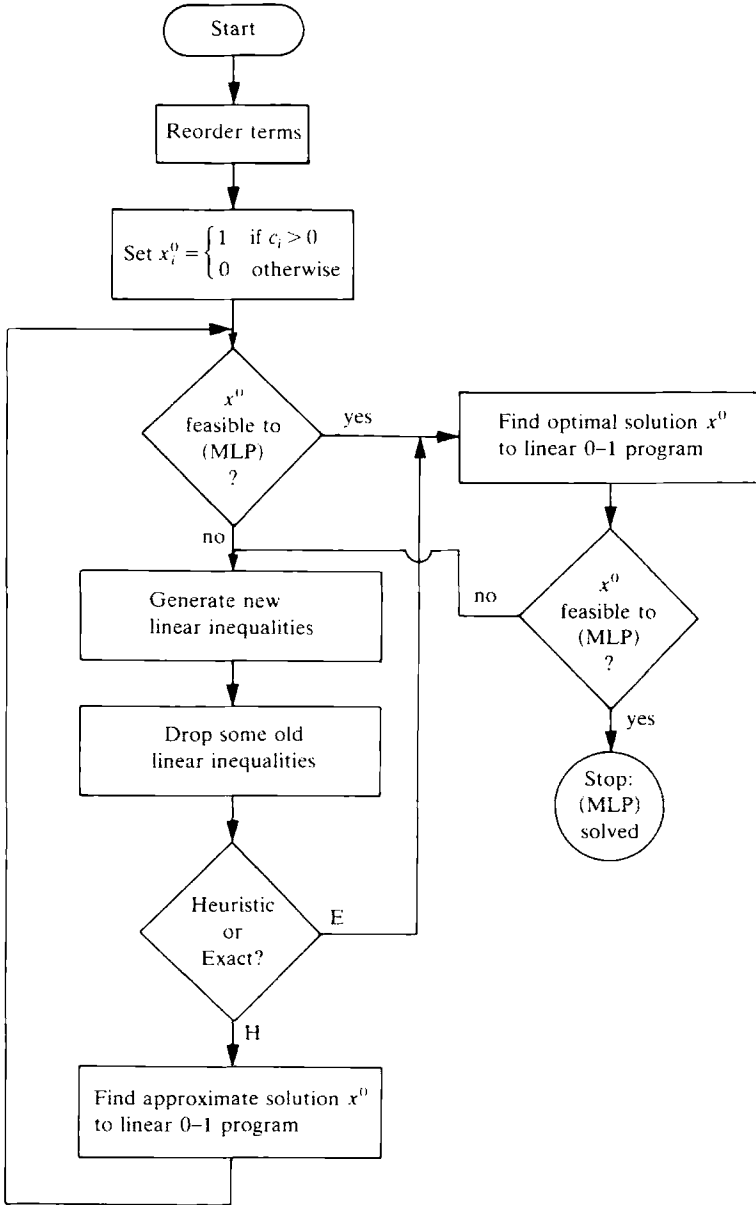 Start
Reorder terms
Set x_i^0 = { 1 if c_i > 0
0 otherwise
x^0
feasible to
(MLP)
?
yes
no
Find optimal solution x^0
to linear 0–1 program
x^0
feasible to
(MLP)
?
no
yes
Stop:
(MLP)
solved
Generate new
linear inequalities
Drop some old
linear inequalities
Heuristic
or
Exact?
E
H
Find approximate solution x^0
to linear 0–1 program